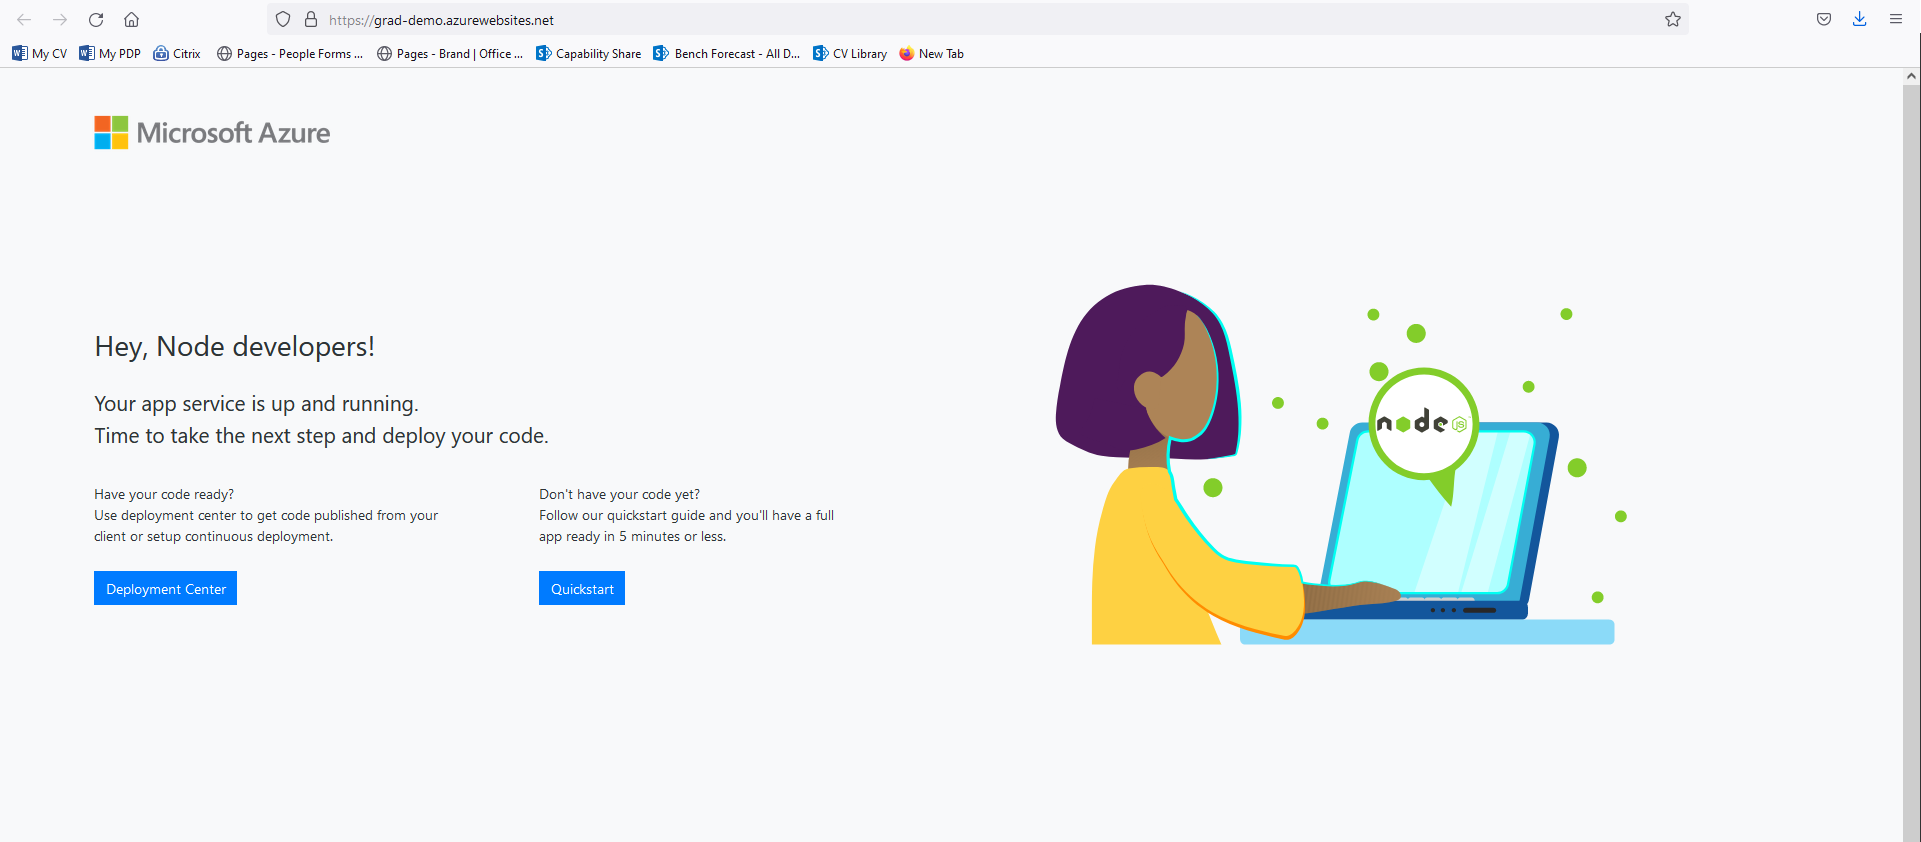 https://grad-demo.azurewebsites.net
My CV My PDP Citrix Pages - People Forms ... Pages - Brand | Office ... Capability Share Bench Forecast - All D... CV Library New Tab
Microsoft Azure
Hey, Node developers!
Your app service is up and running.
Time to take the next step and deploy your code.
Have your code ready?
Use deployment center to get code published from your
client or setup continuous deployment.
Deployment Center
Don't have your code yet?
Follow our quickstart guide and you'll have a full
app ready in 5 minutes or less.
Quickstart
node JS